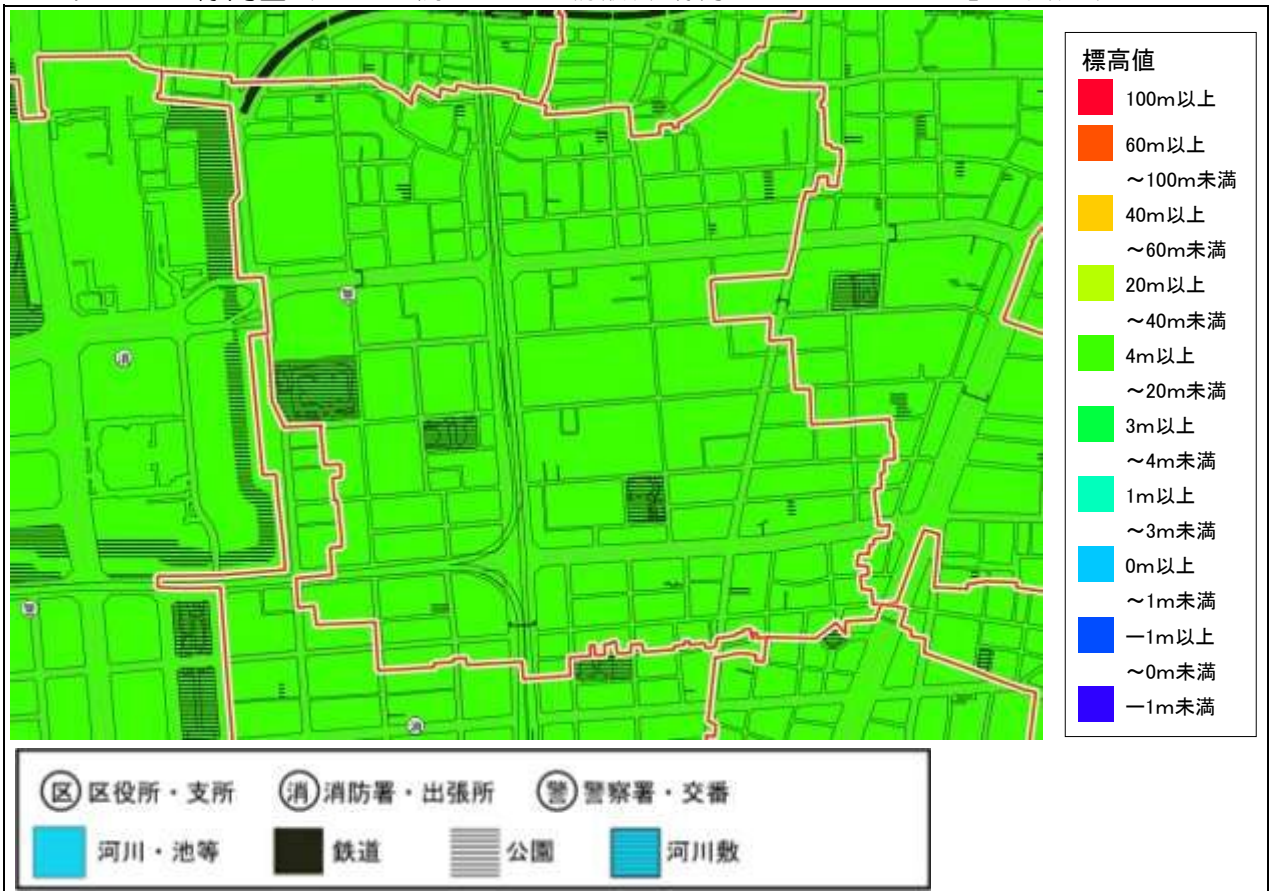 標高値
100m以上
60m以上
～100m未満
40m以上
～60m未満
20m以上
～40m未満
4m以上
～20m未満
3m以上
～4m未満
1m以上
～3m未満
0m以上
～1m未満
－1m以上
～0m未満
－1m未満
消
区 区役所・支所 消 消防署・出張所 警 警察署・交番
河川・池等 鉄道 公園 河川敷